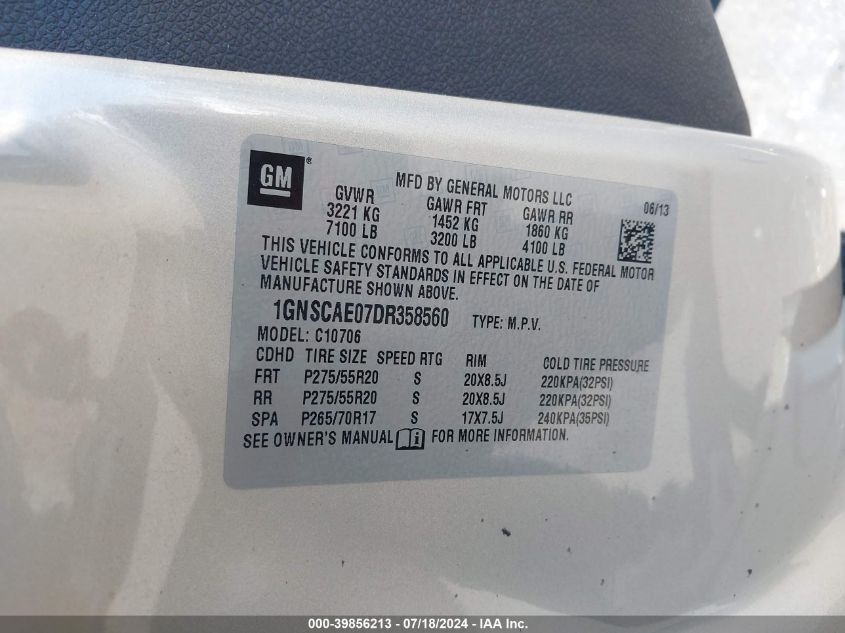 GM®
MFD BY GENERAL MOTORS LLC
06/13
GVWR GAWR FRT GAWR RR
3221 KG 1452 KG 1860 KG
7100 LB 3200 LB 4100 LB
THIS VEHICLE CONFORMS TO ALL APPLICABLE U.S. FEDERAL MOTOR
VEHICLE SAFETY STANDARDS IN EFFECT ON THE DATE OF
MANUFACTURE SHOWN ABOVE.
1GNSCAE07DR358560 TYPE: M.P.V.
MODEL: C10706
CDHD TIRE SIZE SPEED RTG RIM COLD TIRE PRESSURE
FRT P275/55R20 S 20X8.5J 220KPA(32PSI)
RR P275/55R20 S 20X8.5J 220KPA(32PSI)
SPA P265/70R17 S 17X7.5J 240KPA(35PSI)
SEE OWNER'S MANUAL i FOR MORE INFORMATION.
000-39856213 - 07/18/2024 - IAAI.com